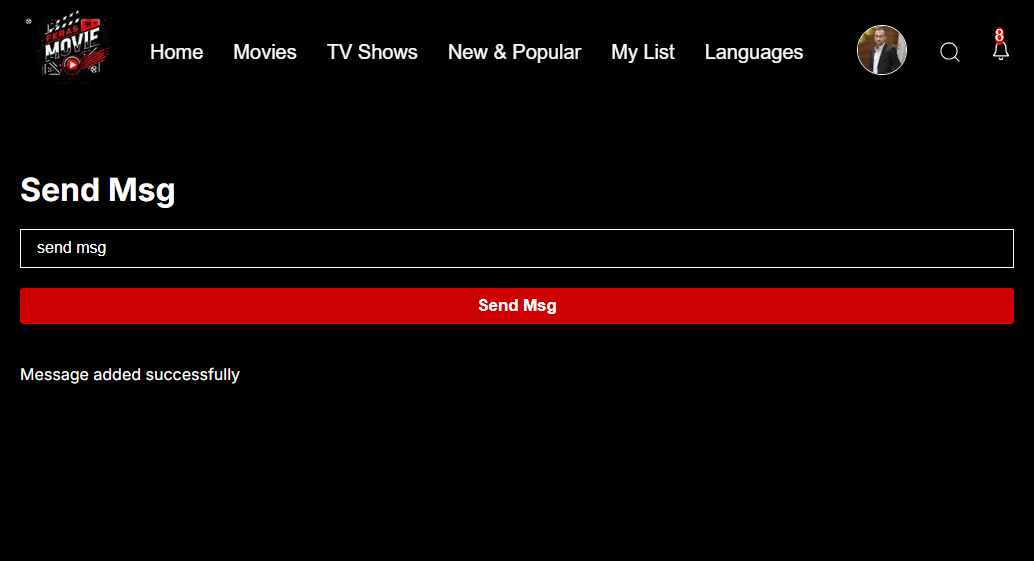 FERAS
MOVIE
Home Movies TV Shows New & Popular My List Languages 8
Send Msg
send msg
Send Msg
Message added successfully